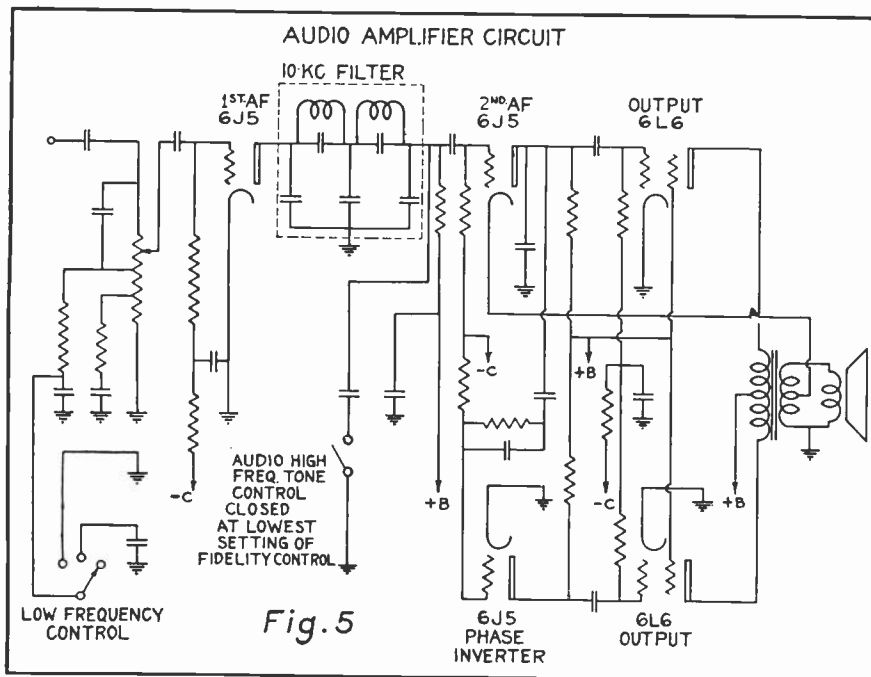 AUDIO AMPLIFIER CIRCUIT
10·KC FILTER
1ST AF
6J5
2ND AF
6J5
OUTPUT
6L6
-C
+B
-C
+B
-C
+B
AUDIO HIGH
FREQ. TONE
CONTROL
CLOSED
AT LOWEST
SETTING OF
FIDELITY CONTROL
LOW FREQUENCY
CONTROL
Fig. 5
6J5
PHASE
INVERTER
6L6
OUTPUT